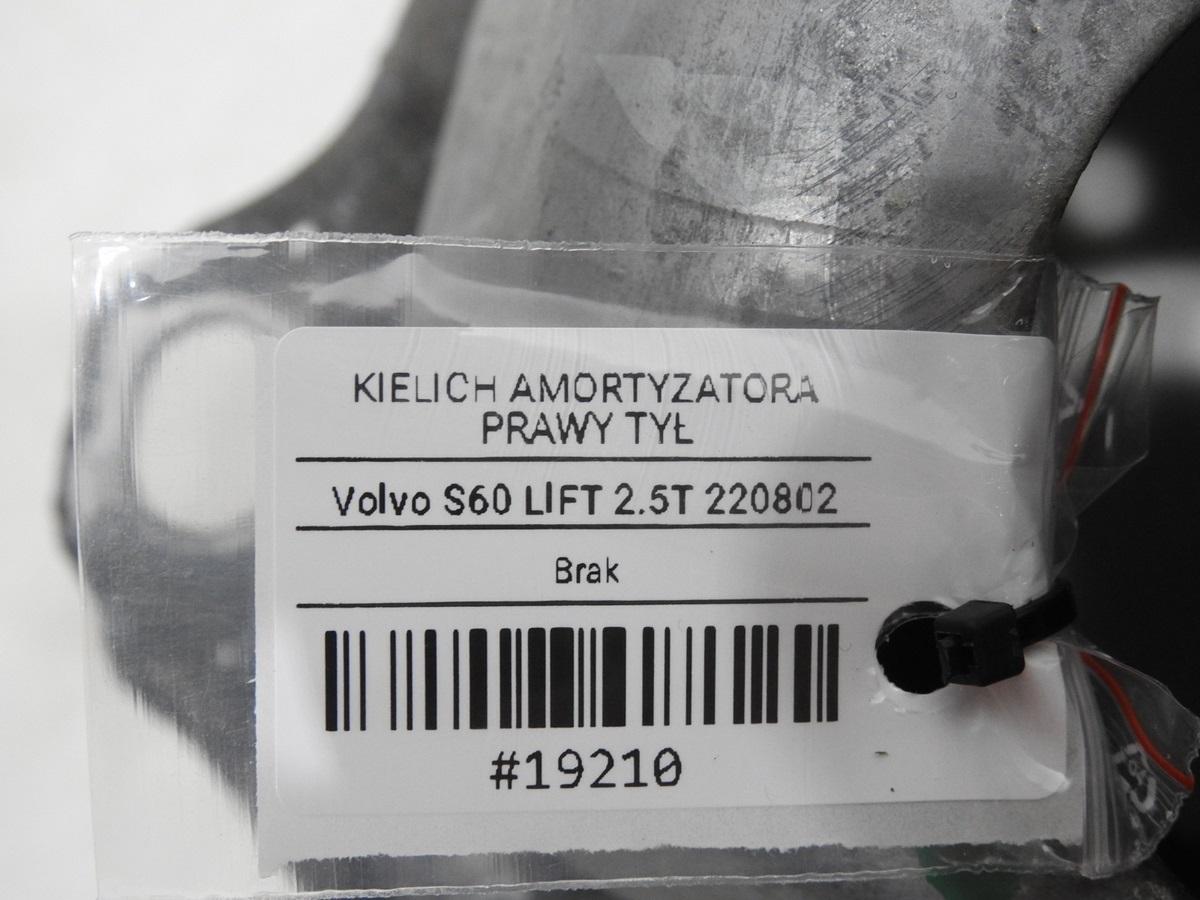 KIELICH AMORTYZATORA
PRAWY TYŁ
Volvo S60 LIFT 2.5T 220802
Brak
#19210